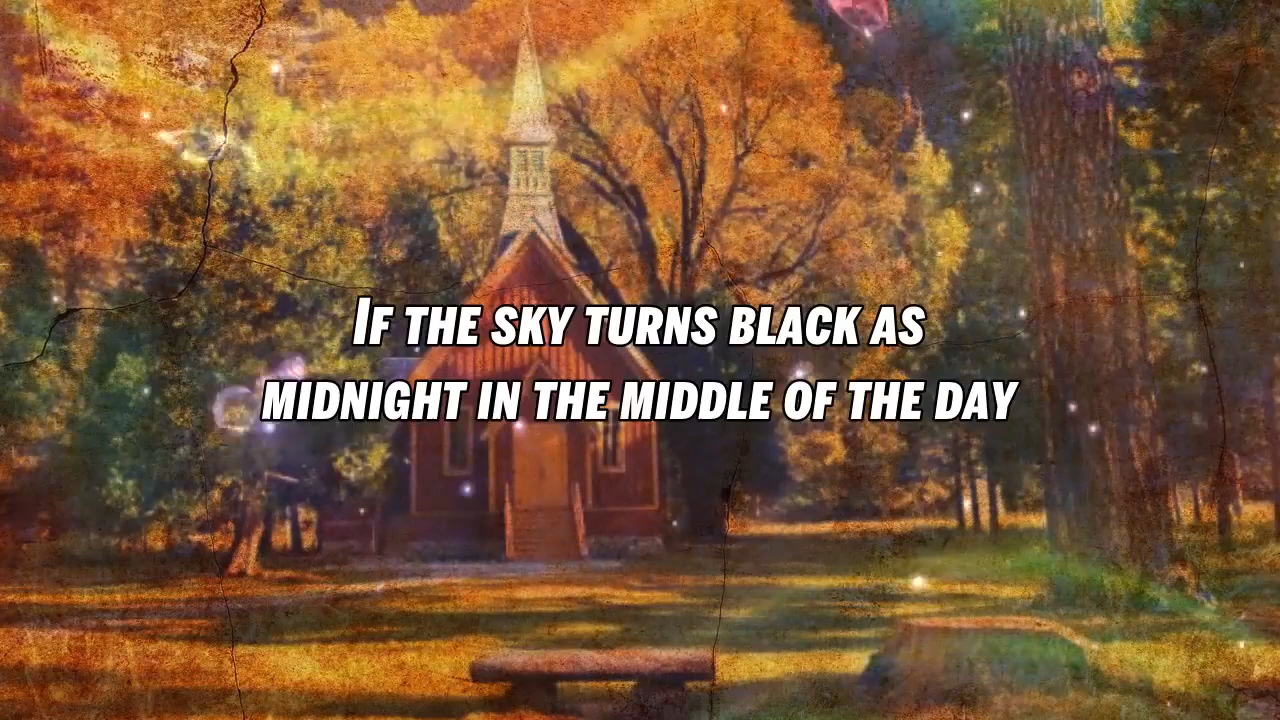 If the sky turns black as
midnight in the middle of the day